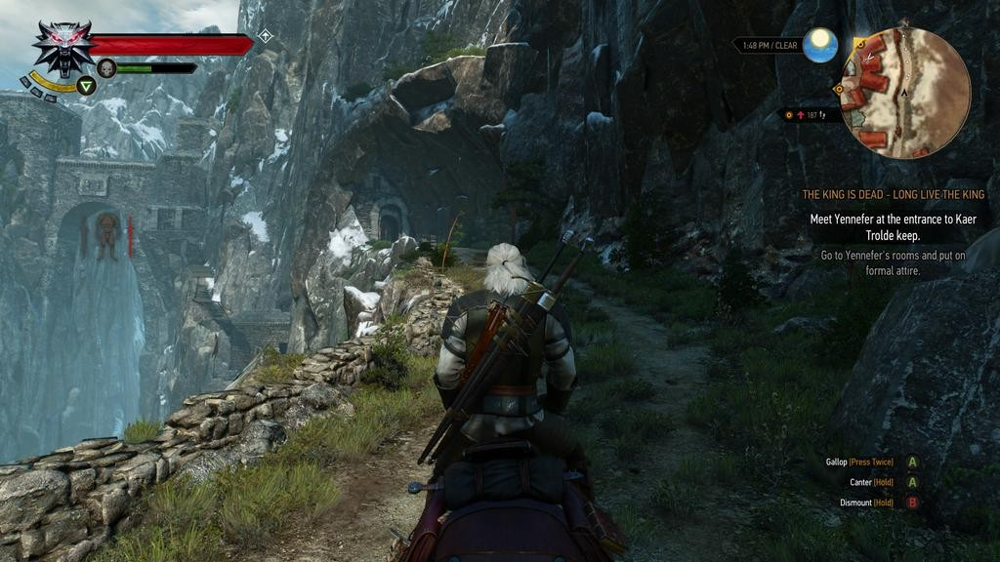 1:48 PM / CLEAR
187
THE KING IS DEAD - LONG LIVE THE KING
Meet Yennefer at the entrance to Kaer
Trolde keep.
Go to Yennefer's rooms and put on
formal attire.
Gallop [Press Twice] A
Canter [Hold] A
Dismount [Hold] B